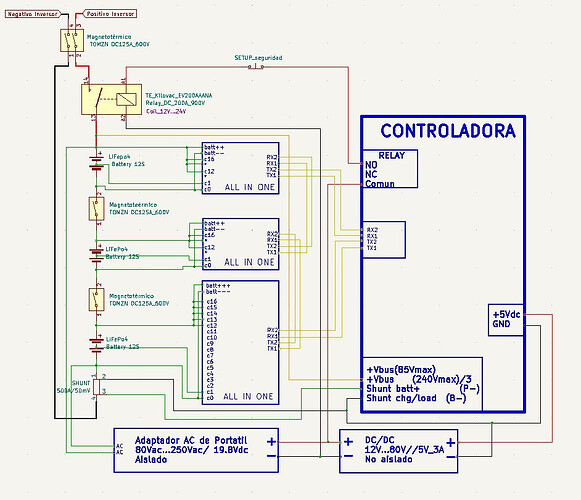 Negativo Inversor
Positivo Inversor
Magnetotérmico
TOMZN DC125A_600V
SETUP_seguridad
TE_Kilovac_EV200AAANA
Relay_DC_200A_900V
Coil_12V...24V
CONTROLADORA
RELAY
NO
NC
Comun
LiFepo4
Battery 12S
batt++
batt--
c16
*
c12
*
c1
c0
RX2
RX1
TX2
TX1
ALL IN ONE
Magnetotérmico
TOMZN DC125A_600V
LiFePo4
Battery 12S
batt++
batt--
c16
*
c12
*
c1
c0
RX2
RX1
TX2
TX1
ALL IN ONE
RX2
RX1
TX2
TX1
Magnetotérmico
TOMZN DC125A_600V
LiFePo4
Battery 12S
c16
c15
c14
c13
c12
c11
c10
c9
c8
c7
c6
c5
c4
c3
c2
c1
c0
RX2
RX1
TX2
TX1
ALL IN ONE
+5Vdc
GND
SHUNT
500A/50mV
+Vbus(85Vmax)
+Vbus (240Vmax)/3
Shunt batt+ (P-)
Shunt chg/load (B-)
AC
AC
Adaptador AC de Portatil
80Vac...250Vac/ 19.8Vdc
Aislado
DC/DC
12V...80V//5V_3A
No aislado